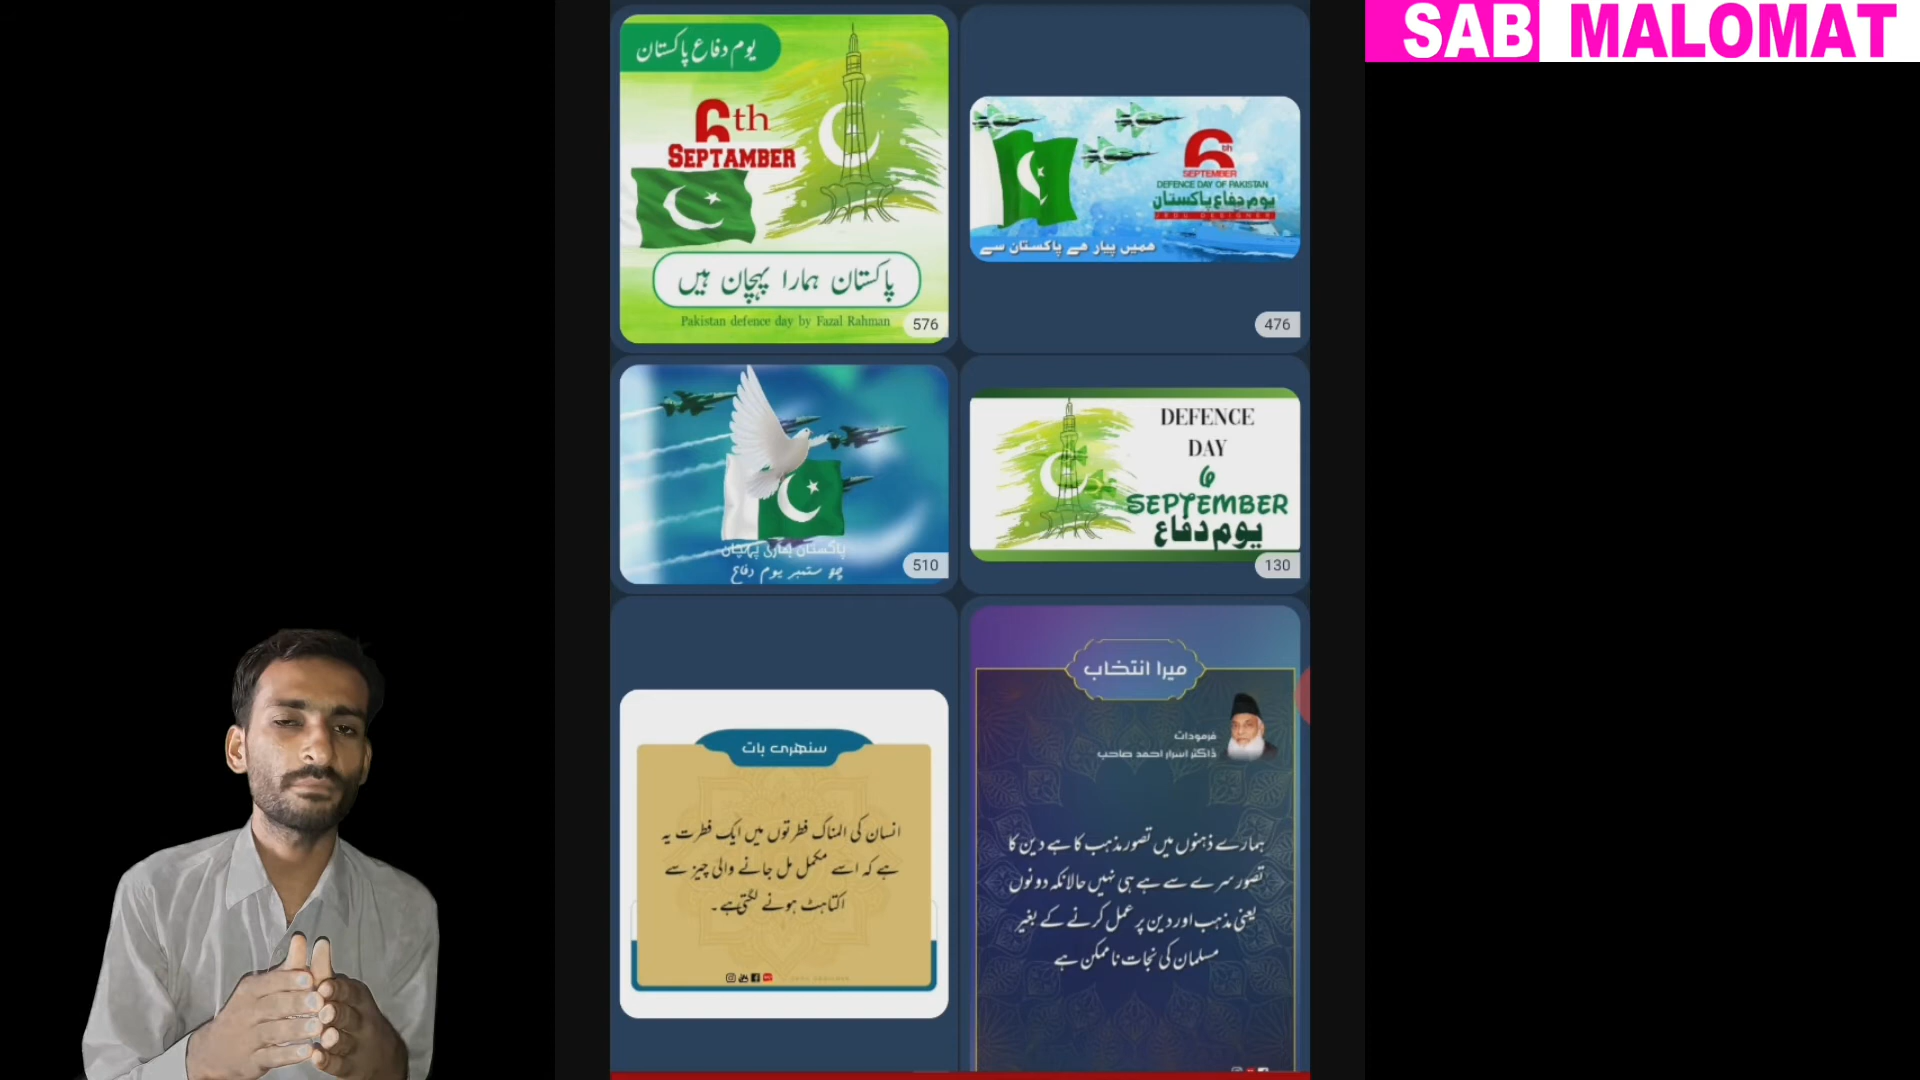 SAB MALOMAT
یوم دفاع پاکستان
6th
SEPTAMBER
پاکستان ہمارا پہچان ہیں
Pakistan defence day by Fazal Rahman
576
6th
SEPTEMBER
DEFENCE DAY OF PAKISTAN
یوم دفاع پاکستان
URDU DESIGNER
ہمیں پیار ہے پاکستان سے
476
پاکستان ہماری پہچان
چھ ستمبر یوم دفاع
510
DEFENCE
DAY
6
SEPTEMBER
یوم دفاع
130
سنہری بات
انسان کی المناک فطرتوں میں ایک فطرت یہ
ہے کہ اسے مکمل مل جانے والی چیز سے
اکتاہٹ ہونے لگتی ہے۔
میرا انتخاب
فرمودات
ڈاکٹر اسرار احمد صاحب
ہمارے ذہنوں میں تصور مذہب کا ہے دین کا
تصور سرے سے ہے ہی نہیں حالانکہ دونوں
یعنی مذہب اور دین پر عمل کرنے کے بغیر
مسلمان کی نجات ناممکن ہے